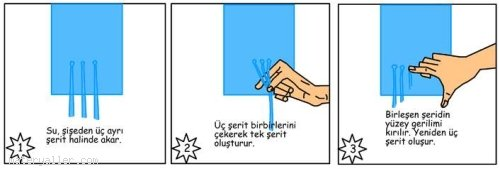 Su, şişeden üç ayrı
şerit halinde akar.
1
Üç şerit birbirlerini
çekerek tek şerit
oluşturur.
2
Birleşen şeridin
yüzey gerilimi
kırılır. Yeniden üç
şerit oluşur.
3